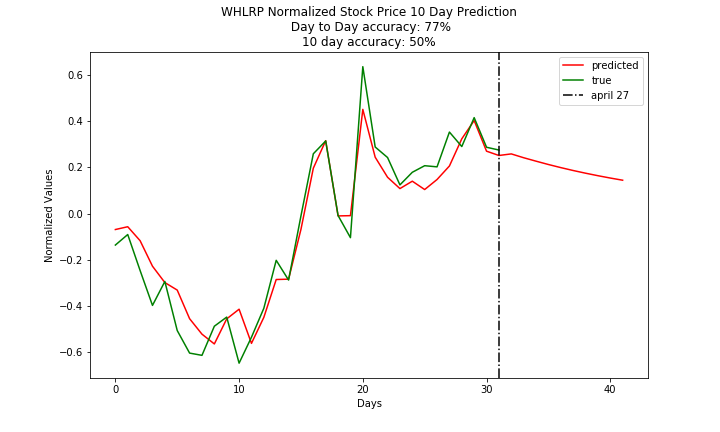 WHLRP Normalized Stock Price 10 Day Prediction
Day to Day accuracy: 77%
10 day accuracy: 50%
predicted
true
april 27
0.6
0.4
0.2
0.0
−0.2
−0.4
−0.6
Normalized Values
0 10 20 30 40
Days